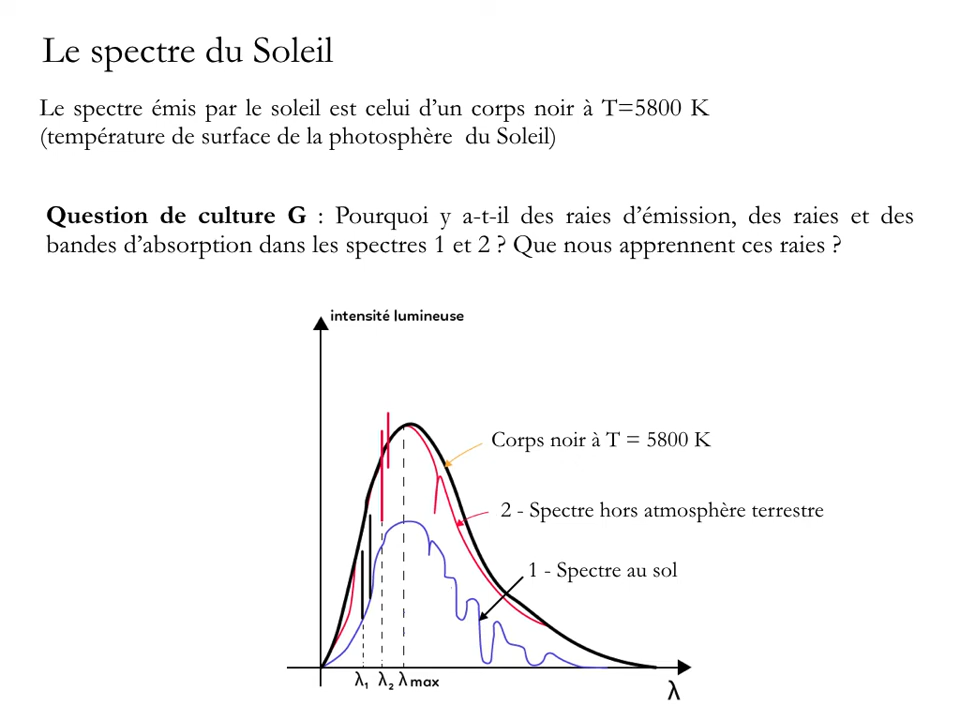 Le spectre du Soleil
Le spectre émis par le soleil est celui d’un corps noir à T=5800 K
(température de surface de la photosphère du Soleil)
Question de culture G : Pourquoi y a-t-il des raies d’émission, des raies et des
bandes d’absorption dans les spectres 1 et 2 ? Que nous apprennent ces raies ?
intensité lumineuse
Corps noir à T = 5800 K
2 - Spectre hors atmosphère terrestre
1 - Spectre au sol
λ₁ λ₂ λ max
λ